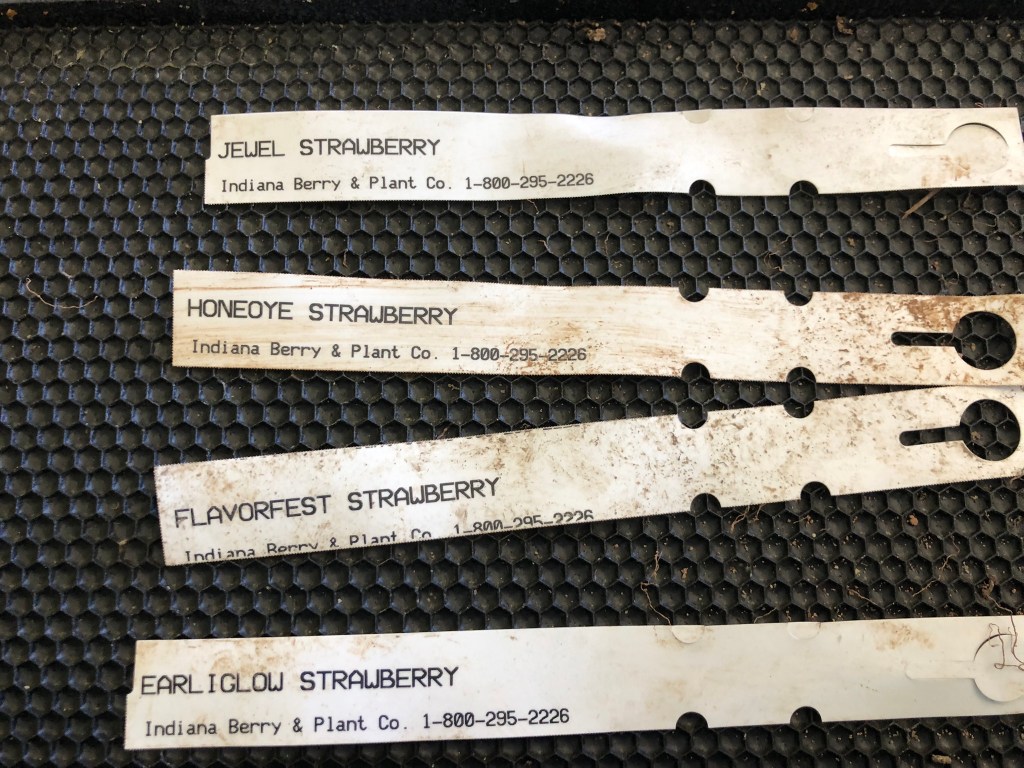 JEWEL STRAWBERRY
Indiana Berry & Plant Co. 1-800-295-2226
HONEOYE STRAWBERRY
Indiana Berry & Plant Co. 1-800-295-2226
FLAVORFEST STRAWBERRY
Indiana Berry & Plant Co. 1-800-295-2226
EARLIGLOW STRAWBERRY
Indiana Berry & Plant Co. 1-800-295-2226